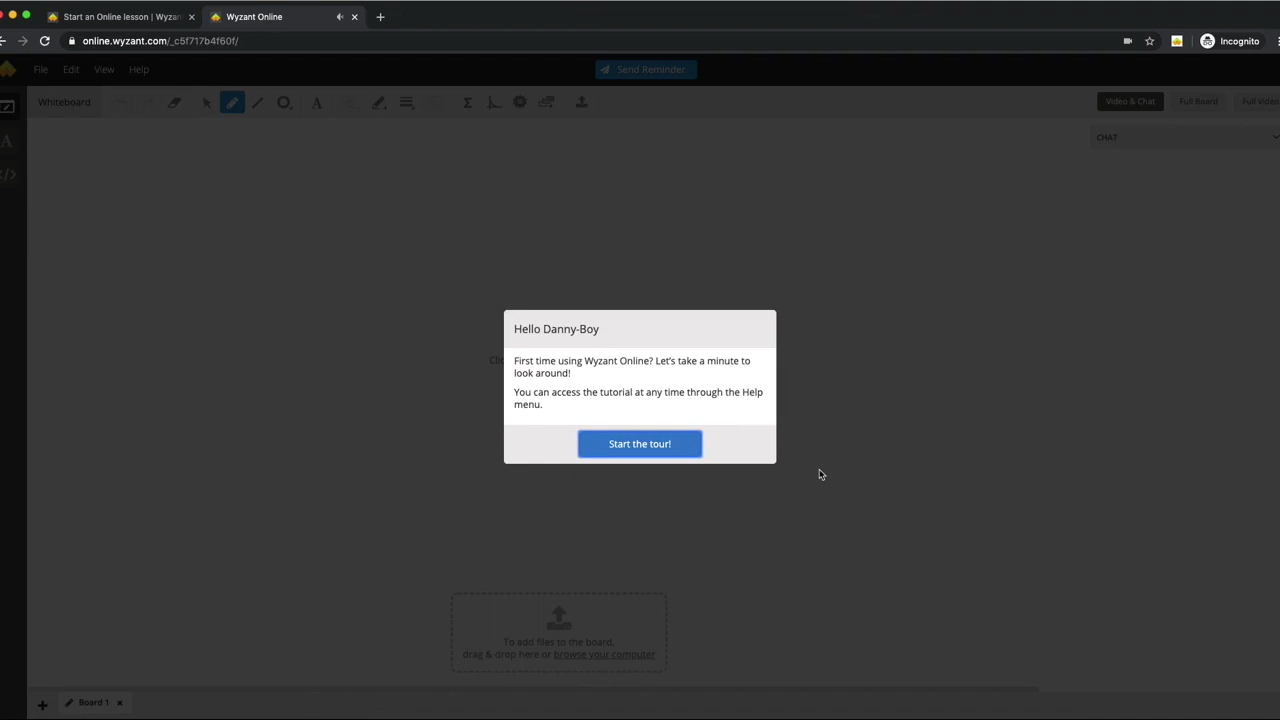 Start an Online lesson | Wyzan
Wyzant Online
online.wyzant.com/_c5f717b4f60f/
Incognito
File Edit View Help
Send Reminder
Whiteboard
Video & Chat Full Board Full Video
CHAT
Hello Danny-Boy
First time using Wyzant Online? Let's take a minute to
look around!
You can access the tutorial at any time through the Help
menu.
Start the tour!
To add files to the board,
drag & drop here or browse your computer
Board 1